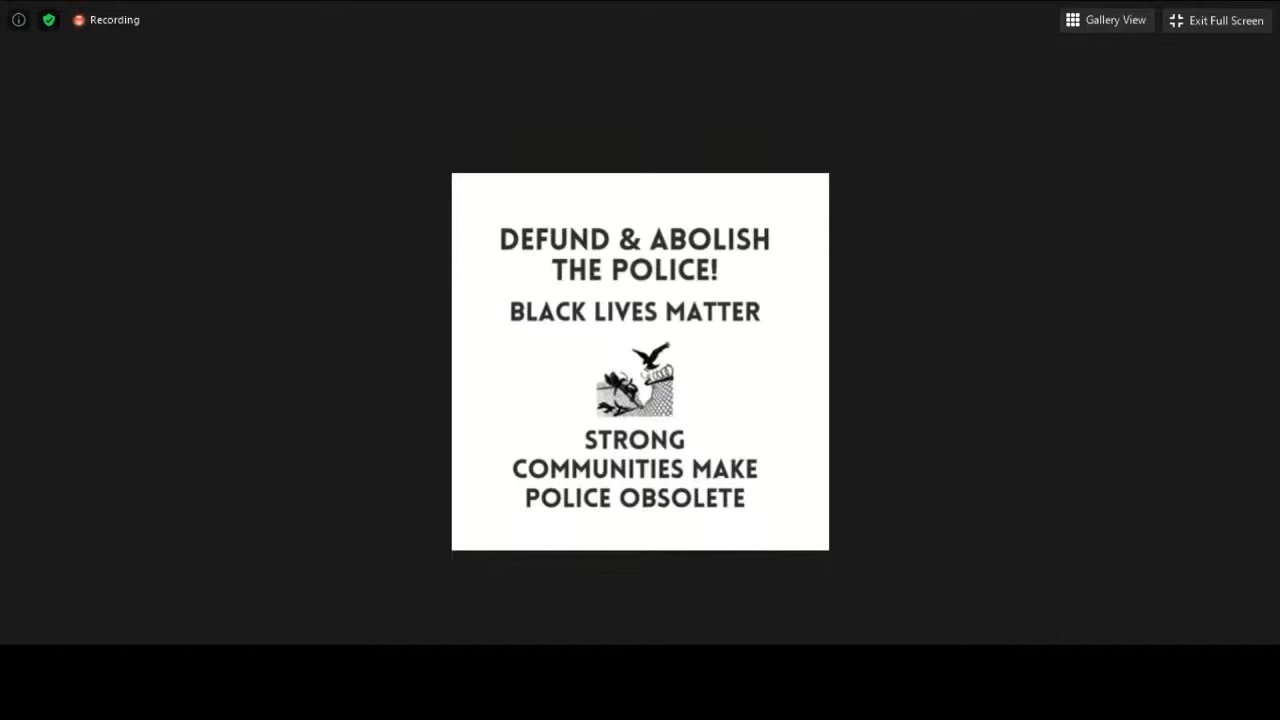 Recording
Gallery View
Exit Full Screen
DEFUND & ABOLISH
THE POLICE!
BLACK LIVES MATTER
STRONG
COMMUNITIES MAKE
POLICE OBSOLETE